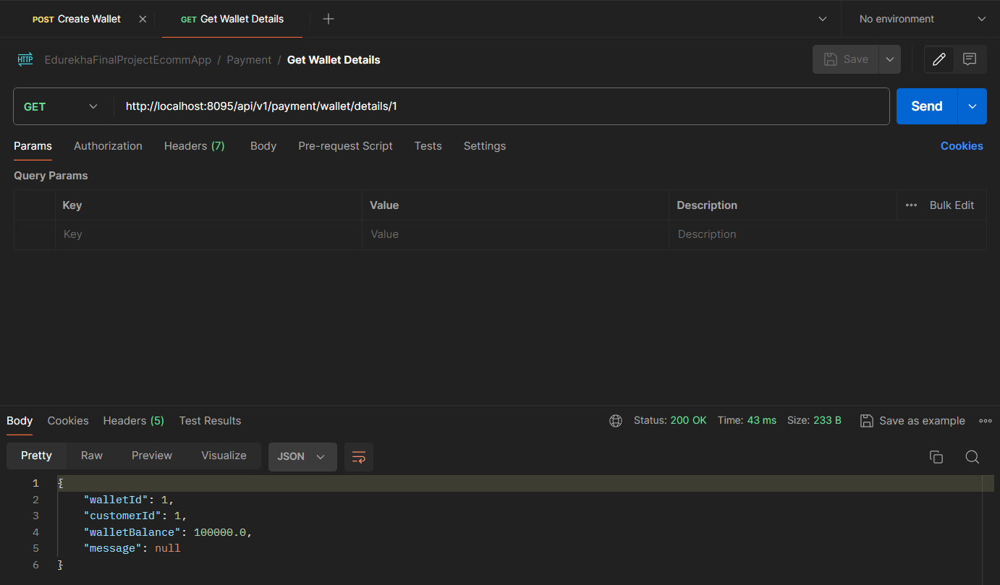 POST Create Wallet
GET Get Wallet Details
No environment
HTTP
EdurekhaFinalProjectEcommApp / Payment / Get Wallet Details
Save
GET
http://localhost:8095/api/v1/payment/wallet/details/1
Send
Params Authorization Headers (7) Body Pre-request Script Tests Settings
Cookies
Query Params
Key Value Description Bulk Edit
Key Value Description
Body Cookies Headers (5) Test Results
Status: 200 OK Time: 43 ms Size: 233 B Save as example
Pretty Raw Preview Visualize JSON
1 {
2 "walletId": 1,
3 "customerId": 1,
4 "walletBalance": 100000.0,
5 "message": null
6 }